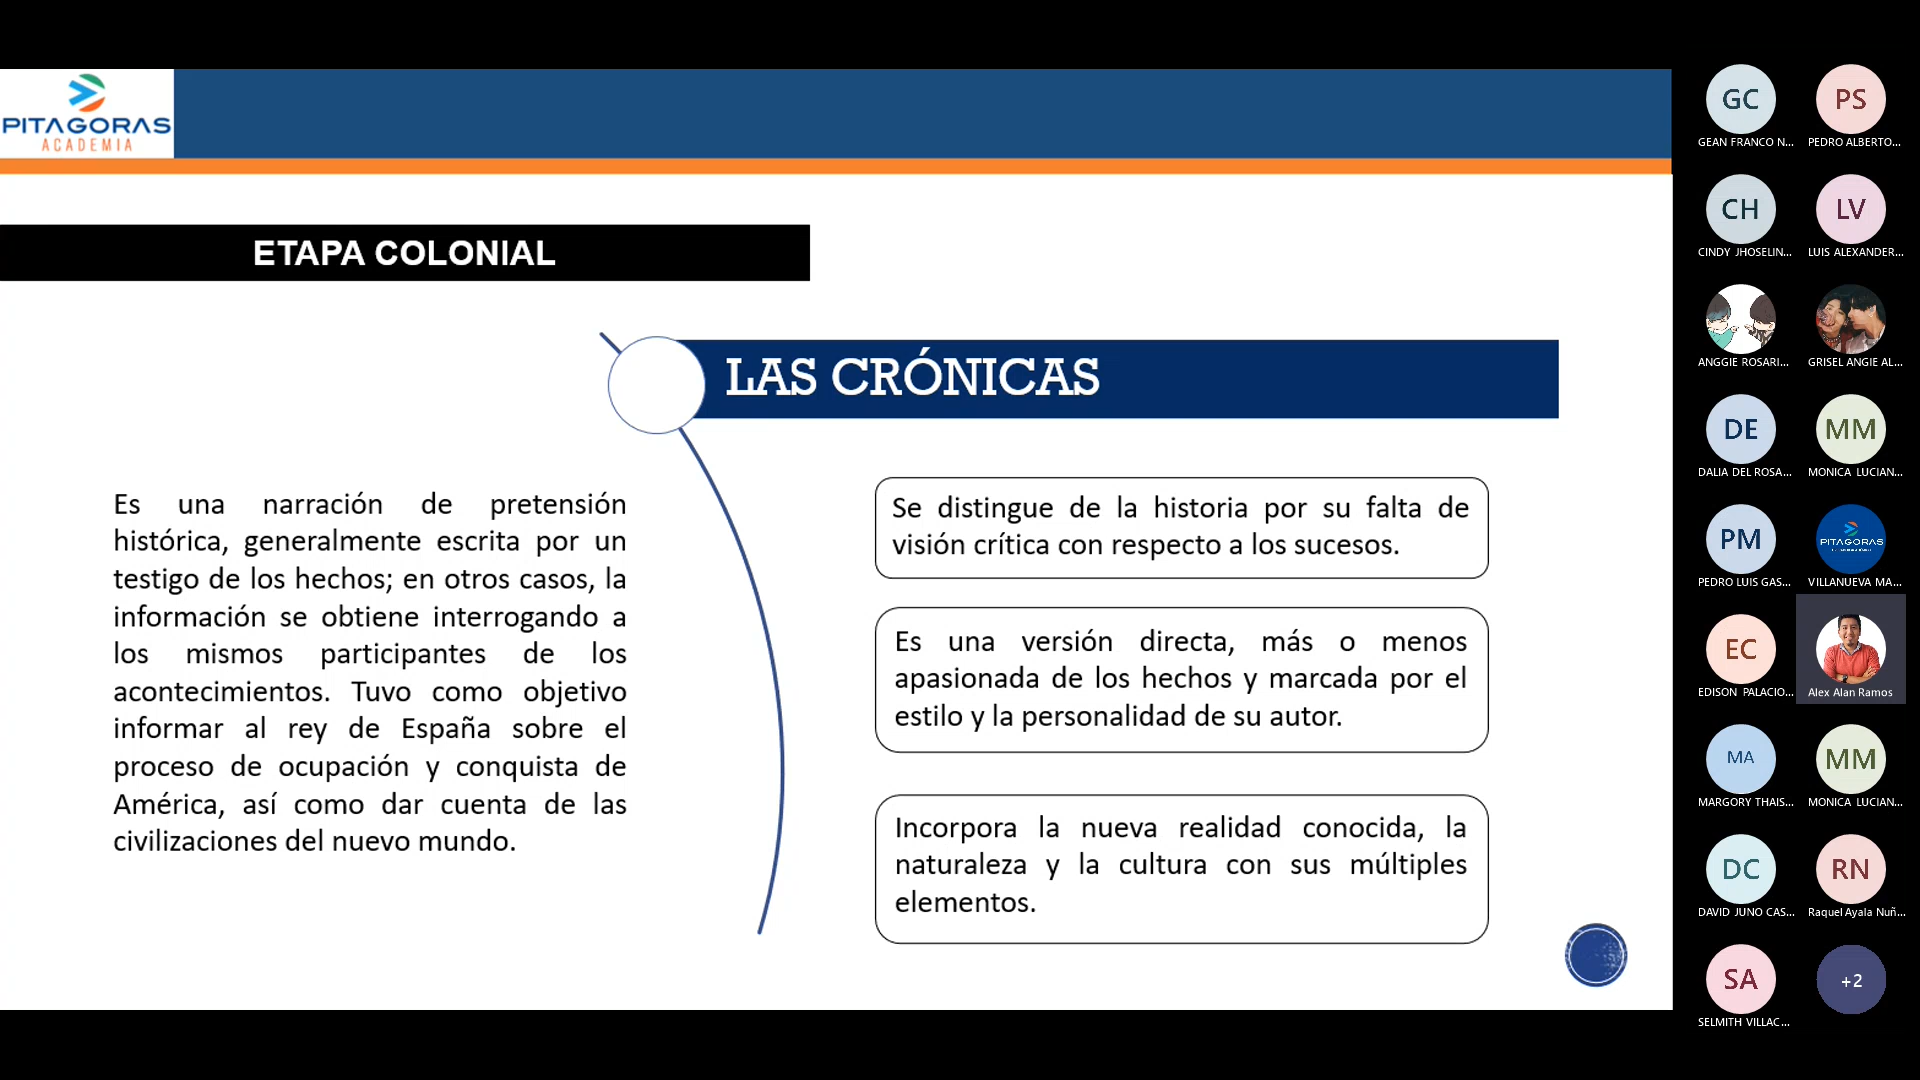 PITAGORAS
ACADEMIA
ETAPA COLONIAL
LAS CRÓNICAS
Es una narración de pretensión
histórica, generalmente escrita por un
testigo de los hechos; en otros casos, la
información se obtiene interrogando a
los mismos participantes de los
acontecimientos. Tuvo como objetivo
informar al rey de España sobre el
proceso de ocupación y conquista de
América, así como dar cuenta de las
civilizaciones del nuevo mundo.
Se distingue de la historia por su falta de
visión crítica con respecto a los sucesos.
Es una versión directa, más o menos
apasionada de los hechos y marcada por el
estilo y la personalidad de su autor.
Incorpora la nueva realidad conocida, la
naturaleza y la cultura con sus múltiples
elementos.
GC PS
GEAN FRANCO N... PEDRO ALBERTO...
CH LV
CINDY JHOSELIN... LUIS ALEXANDER...
ANGGIE ROSARI... GRISEL ANGIE AL...
DE MM
DALIA DEL ROSA... MONICA LUCIAN...
PM PITAGORAS
PEDRO LUIS GAS... VILLANUEVA MA...
EC
EDISON PALACIO... Alex Alan Ramos
MA MM
MARGORY THAIS... MONICA LUCIAN...
DC RN
DAVID JUNO CAS... Raquel Ayala Nuñ...
SA +2
SELMITH VILLAC...